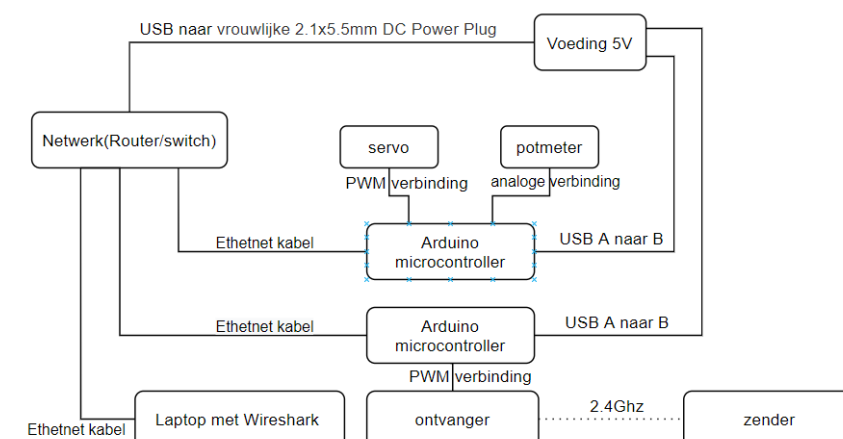 USB naar vrouwlijke 2.1x5.5mm DC Power Plug
Voeding 5V
Netwerk(Router/switch)
servo
potmeter
PWM verbinding
analoge verbinding
Ethetnet kabel
Arduino
microcontroller
USB A naar B
Ethetnet kabel
Arduino
microcontroller
USB A naar B
PWM verbinding
Ethetnet kabel
Laptop met Wireshark
ontvanger
2.4Ghz
zender